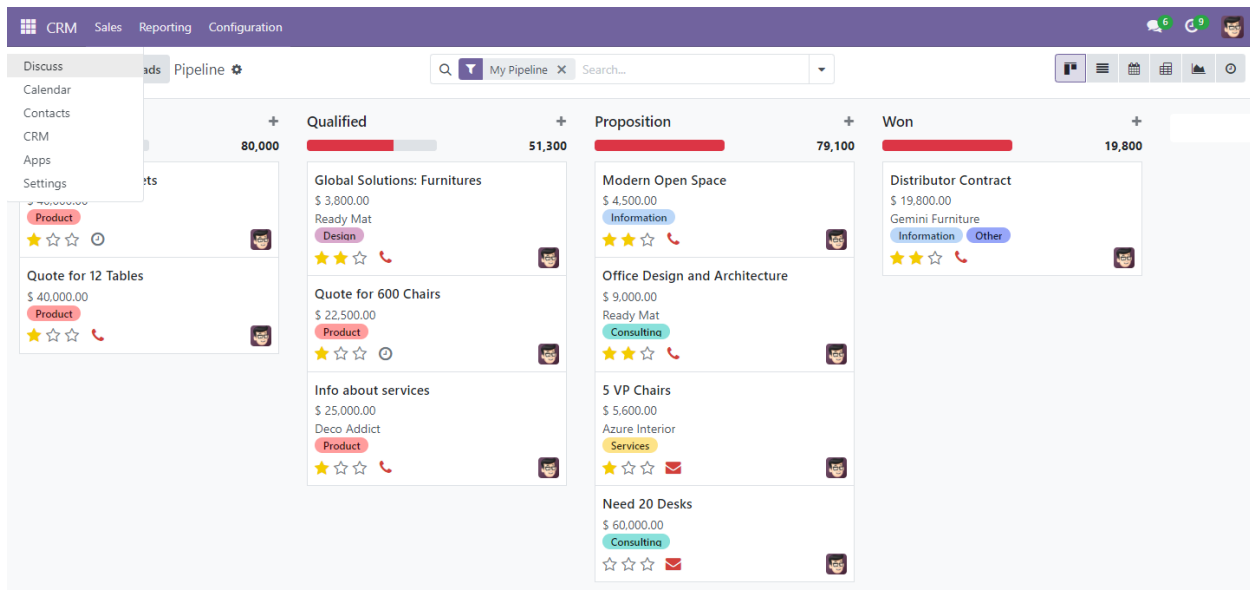 CRM Sales Reporting Configuration 6 9
Discuss
Calendar
Contacts
CRM
Apps
Settings
Pipeline My Pipeline Search...
80,000
$ 40,000.00
Product
Quote for 12 Tables
$ 40,000.00
Product
Qualified
51,300
Global Solutions: Furnitures
$ 3,800.00
Ready Mat
Design
Quote for 600 Chairs
$ 22,500.00
Product
Info about services
$ 25,000.00
Deco Addict
Product
Proposition
79,100
Modern Open Space
$ 4,500.00
Information
Office Design and Architecture
$ 9,000.00
Ready Mat
Consulting
5 VP Chairs
$ 5,600.00
Azure Interior
Services
Need 20 Desks
$ 60,000.00
Consulting
Won
19,800
Distributor Contract
$ 19,800.00
Gemini Furniture
Information Other